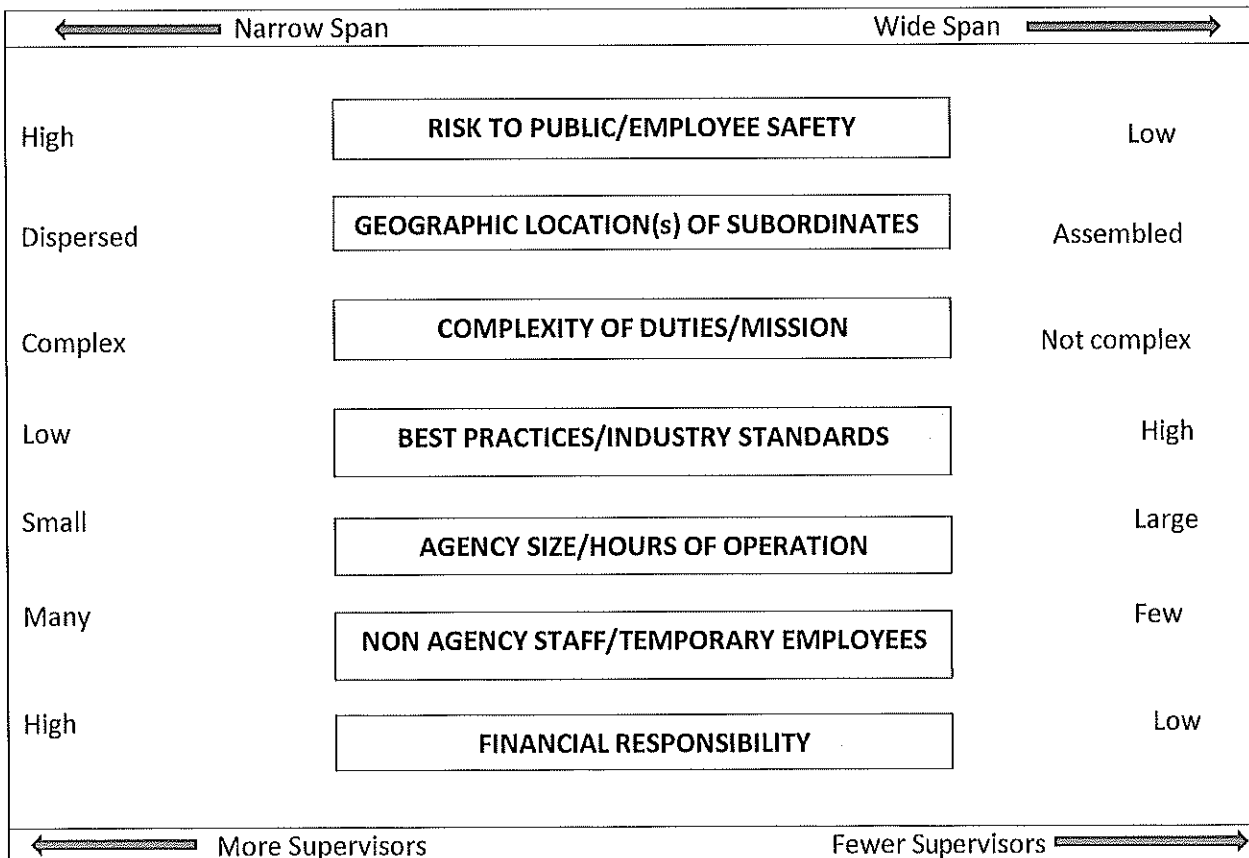 Narrow Span Wide Span
High RISK TO PUBLIC/EMPLOYEE SAFETY Low
Dispersed GEOGRAPHIC LOCATION(s) OF SUBORDINATES Assembled
Complex COMPLEXITY OF DUTIES/MISSION Not complex
Low BEST PRACTICES/INDUSTRY STANDARDS High
Small AGENCY SIZE/HOURS OF OPERATION Large
Many NON AGENCY STAFF/TEMPORARY EMPLOYEES Few
High FINANCIAL RESPONSIBILITY Low
More Supervisors Fewer Supervisors